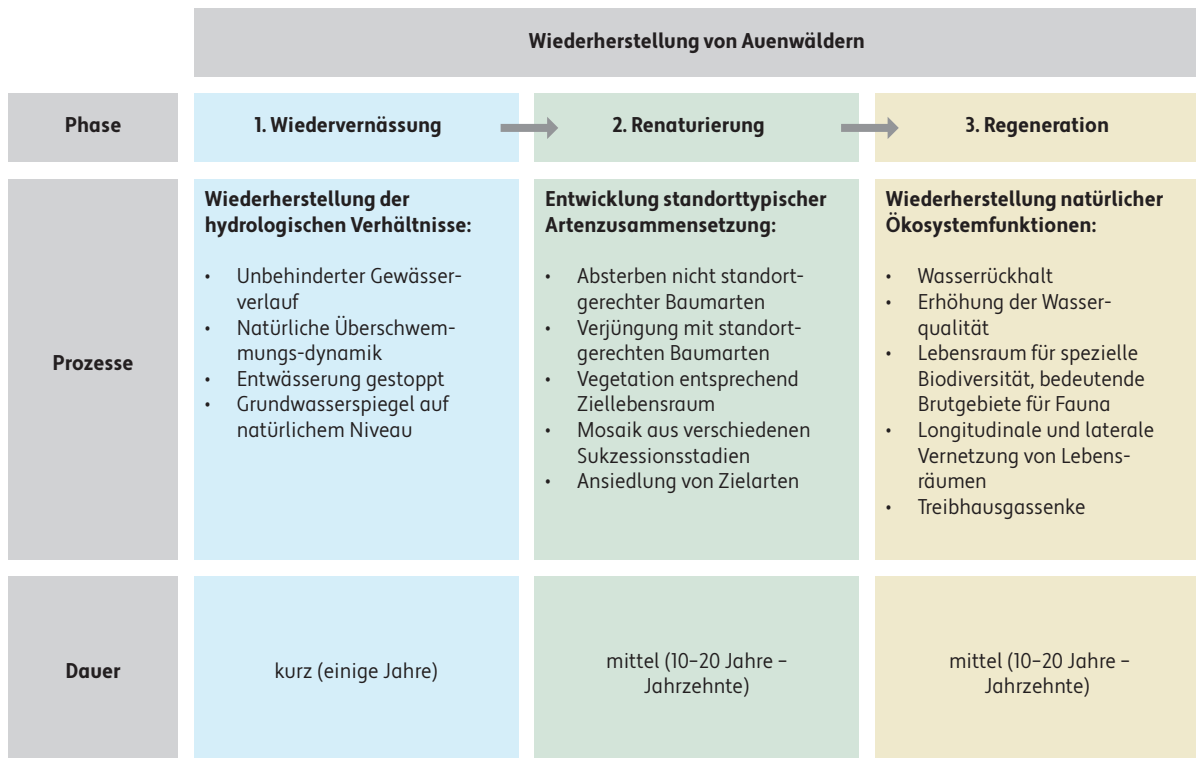 Wiederherstellung von Auenwäldern
Phase
1. Wiedervernässung
2. Renaturierung
3. Regeneration
Prozesse
Wiederherstellung der
hydrologischen Verhältnisse:
• Unbehinderter Gewässer-
verlauf
• Natürliche Überschwem-
mungs-dynamik
• Entwässerung gestoppt
• Grundwasserspiegel auf
natürlichem Niveau
Entwicklung standorttypischer
Artenzusammensetzung:
• Absterben nicht standort-
gerechter Baumarten
• Verjüngung mit standort-
gerechten Baumarten
• Vegetation entsprechend
Ziellebensraum
• Mosaik aus verschiedenen
Sukzessionsstadien
• Ansiedlung von Zielarten
Wiederherstellung natürlicher
Ökosystemfunktionen:
• Wasserrückhalt
• Erhöhung der Wasser-
qualität
• Lebensraum für spezielle
Biodiversität, bedeutende
Brutgebiete für Fauna
• Longitudinale und laterale
Vernetzung von Lebens-
räumen
• Treibhausgassenke
Dauer
kurz (einige Jahre)
mittel (10–20 Jahre –
Jahrzehnte)
mittel (10–20 Jahre –
Jahrzehnte)